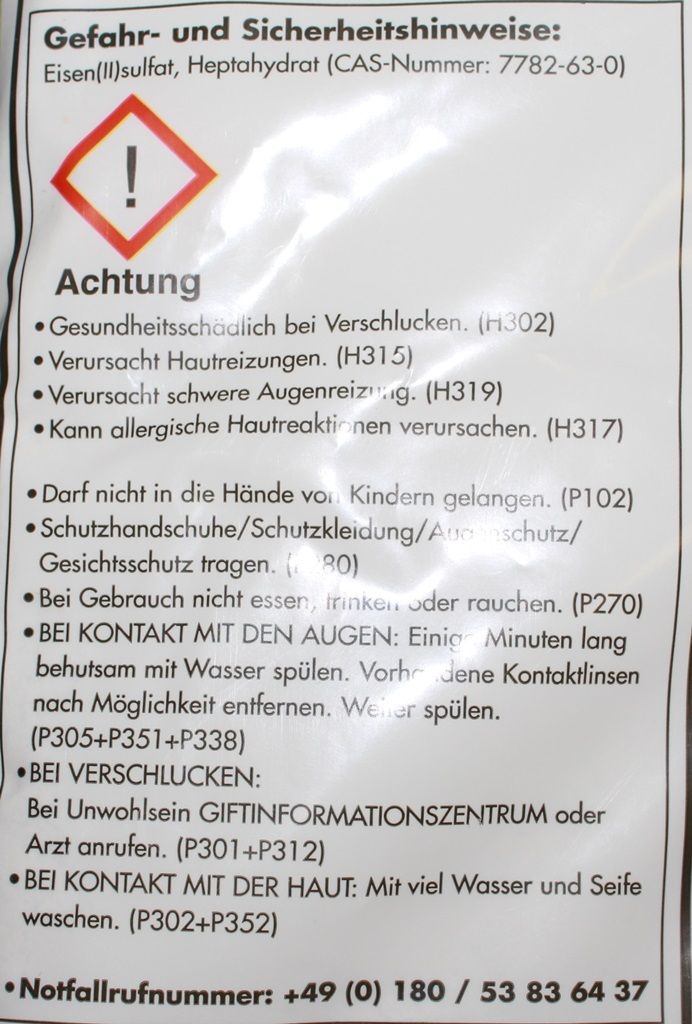 Gefahr- und Sicherheitshinweise:
Eisen(II)sulfat, Heptahydrat (CAS-Nummer: 7782-63-0)
!
Achtung
•Gesundheitsschädlich bei Verschlucken. (H302)
•Verursacht Hautreizungen. (H315)
•Verursacht schwere Augenreizung. (H319)
•Kann allergische Hautreaktionen verursachen. (H317)
•Darf nicht in die Hände von Kindern gelangen. (P102)
•Schutzhandschuhe/Schutzkleidung/Augenschutz/
Gesichtsschutz tragen. (P280)
•Bei Gebrauch nicht essen, trinken oder rauchen. (P270)
•BEI KONTAKT MIT DEN AUGEN: Einige Minuten lang
behutsam mit Wasser spülen. Vorhandene Kontaktlinsen
nach Möglichkeit entfernen. Weiter spülen.
(P305+P351+P338)
•BEI VERSCHLUCKEN:
Bei Unwohlsein GIFTINFORMATIONSZENTRUM oder
Arzt anrufen. (P301+P312)
•BEI KONTAKT MIT DER HAUT: Mit viel Wasser und Seife
waschen. (P302+P352)
•Notfallrufnummer: +49 (0) 180 / 53 83 64 37